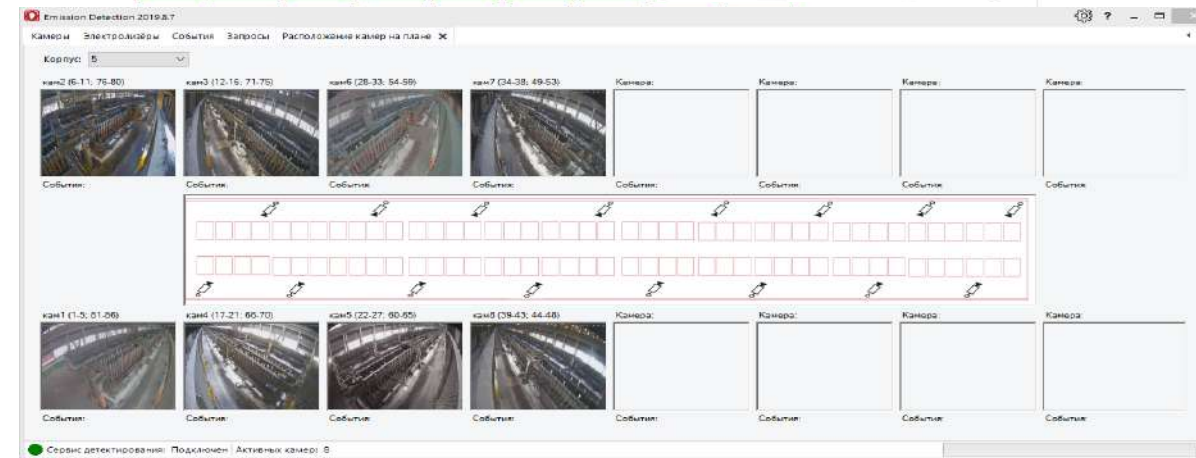 Emission Detection 2019.8.7
?
Камеры Электролизёры События Запросы Расположение камер на плане
Корпус: 5
кам2 (6-11; 76-80) кам3 (12-16; 71-75) кам6 (28-33; 54-59) кам7 (34-38; 49-53) Камера: Камера: Камера: Камера:
События: События: События: События: События: События: События: События:
кам1 (1-5; 81-86) кам4 (17-21; 66-70) кам5 (22-27; 60-65) кам8 (39-43; 44-48) Камера: Камера: Камера: Камера:
События: События: События: События: События: События: События: События:
Сервис детектирования: Подключен Активных камер: 8